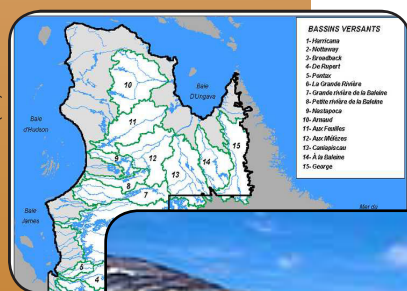 BASSINS VERSANTS
1- Harricana
2- Nottaway
3- Broadback
4- De Rupert
5- Pontax
6- La Grande Rivière
7- Grande rivière de la Baleine
8- Petite rivière de la Baleine
9- Nastapoca
10- Arnaud
11- Aux Feuilles
12- Aux Mélèzes
13- Caniapiscau
14- À la Baleine
15- George
Baie
D'Ungava
10
11
Baie
d'Hudson
15
9
12
14
13
8
7
Baie
James
Mer du
6
4